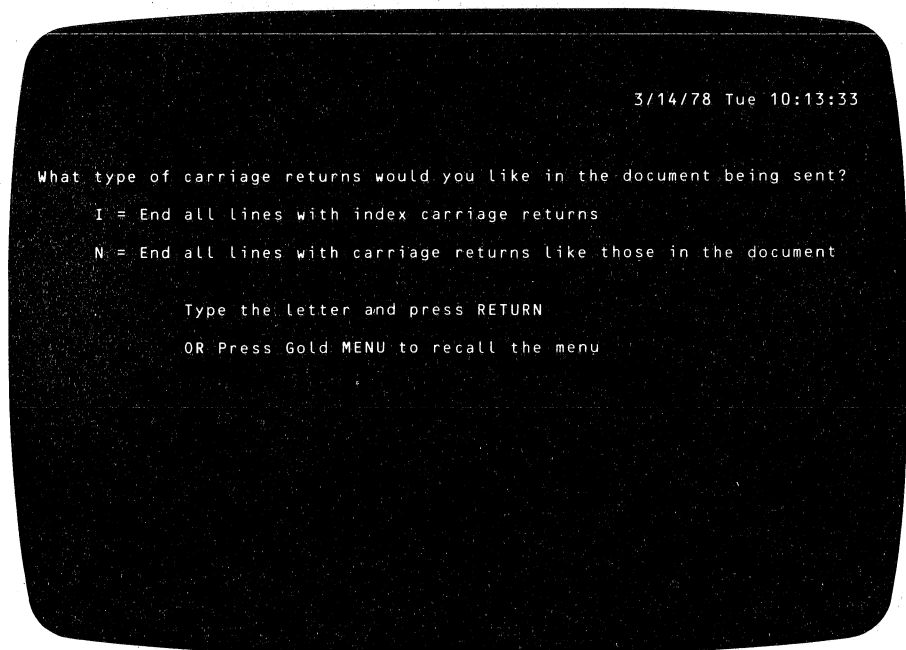 3/14/78 Tue 10:13:33
What type of carriage returns would you like in the document being sent?
I = End all lines with index carriage returns
N = End all lines with carriage returns like those in the document
Type the letter and press RETURN
OR Press Gold MENU to recall the menu